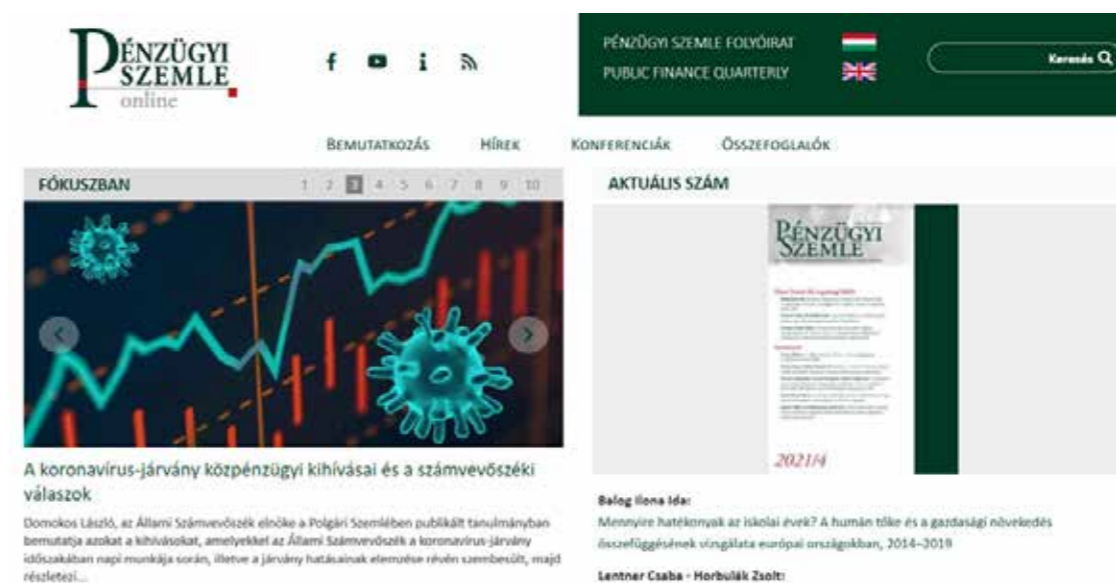 PÉNZÜGYI
SZEMLE
online
PÉNZÜGYI SZEMLE FOLYÓIRAT
PUBLIC FINANCE QUARTERLY
Keresés
BEMUTATKOZÁS HÍREK KONFERENCIÁK ÖSSZEFOGLALÓK
FÓKUSZBAN 1 2 3 4 5 6 7 8 9 10
A koronavírus-járvány közpénzügyi kihívásai és a számvevőszéki
válaszok
Domokos László, az Állami Számvevőszék elnöke a Polgári Szemlében publikált tanulmányban
bemutatja azokat a kihívásokat, amelyekkel az Állami Számvevőszék a koronavírus-járvány
időszakában napi munkája során, illetve a járvány hatásainak elemzése révén szembesült, majd
részletezi...
AKTUÁLIS SZÁM
PÉNZÜGYI
SZEMLE
2021/4
Balog Ilona Ida:
Mennyire hatékonyak az iskolai évek? A humán tőke és a gazdasági növekedés
összefüggésének vizsgálata európai országokban, 2014–2019
Lentner Csaba - Horbulák Zsolt: